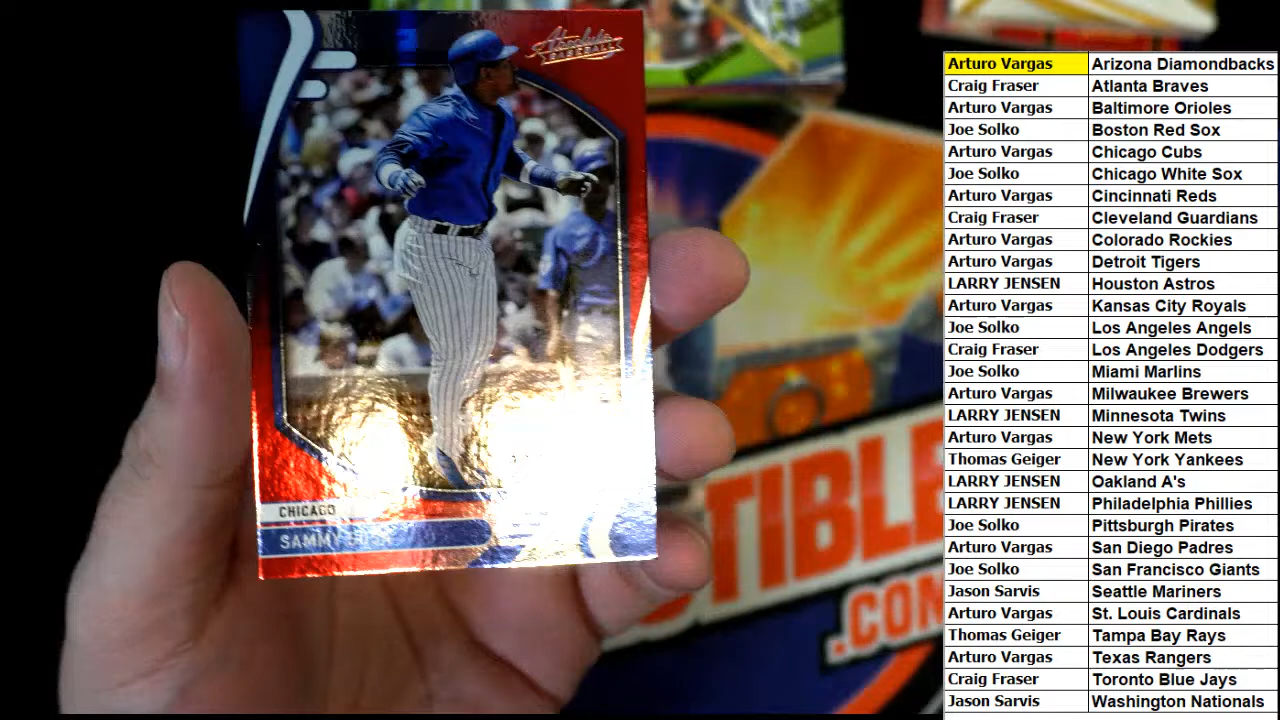 Absolute
BASEBALL
CHICAGO
SAMMY
TIBLE
.CON
Arturo Vargas Arizona Diamondbacks
Craig Fraser Atlanta Braves
Arturo Vargas Baltimore Orioles
Joe Solko Boston Red Sox
Arturo Vargas Chicago Cubs
Joe Solko Chicago White Sox
Arturo Vargas Cincinnati Reds
Craig Fraser Cleveland Guardians
Arturo Vargas Colorado Rockies
Arturo Vargas Detroit Tigers
LARRY JENSEN Houston Astros
Arturo Vargas Kansas City Royals
Joe Solko Los Angeles Angels
Craig Fraser Los Angeles Dodgers
Joe Solko Miami Marlins
Arturo Vargas Milwaukee Brewers
LARRY JENSEN Minnesota Twins
Arturo Vargas New York Mets
Thomas Geiger New York Yankees
LARRY JENSEN Oakland A's
LARRY JENSEN Philadelphia Phillies
Joe Solko Pittsburgh Pirates
Arturo Vargas San Diego Padres
Joe Solko San Francisco Giants
Jason Sarvis Seattle Mariners
Arturo Vargas St. Louis Cardinals
Thomas Geiger Tampa Bay Rays
Arturo Vargas Texas Rangers
Craig Fraser Toronto Blue Jays
Jason Sarvis Washington Nationals